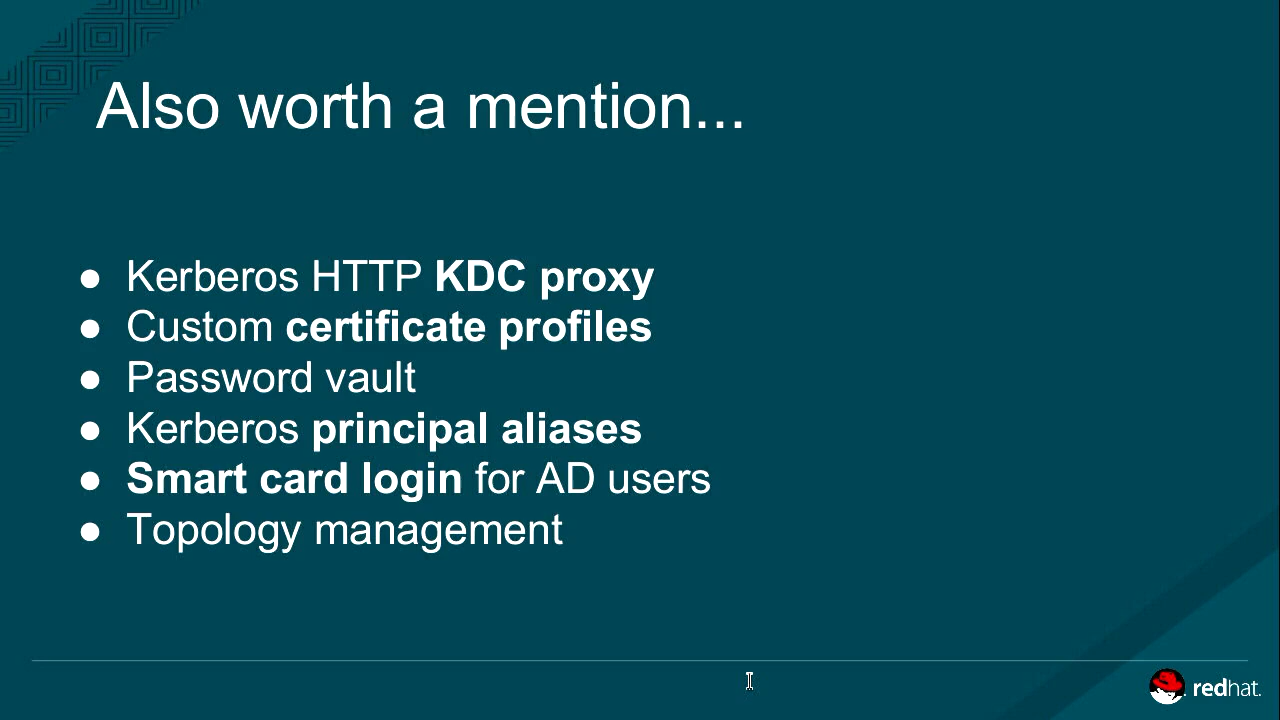 Also worth a mention...
● Kerberos HTTP KDC proxy
● Custom certificate profiles
● Password vault
● Kerberos principal aliases
● Smart card login for AD users
● Topology management
redhat.